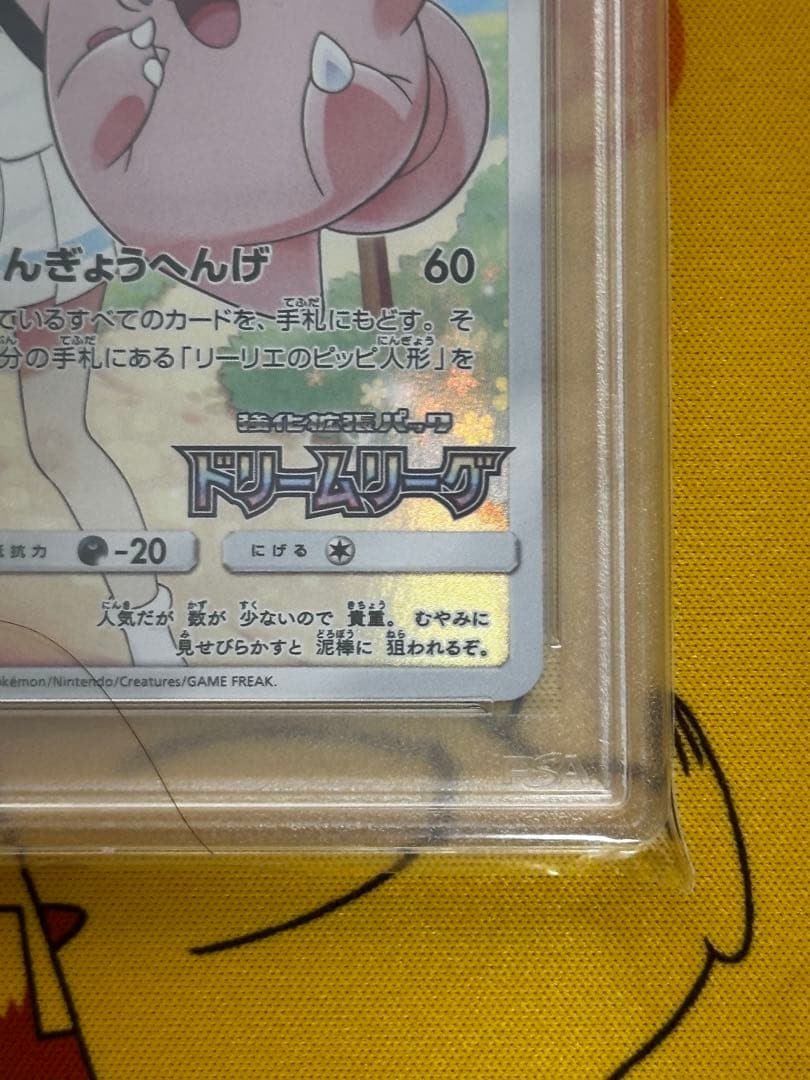 んぎょうへんげ 60
ているすべてのカードを、手札にもどす。そ
分の手札にある「リーリエのピッピ人形」を
強化拡張パック
ドリームリーグ
抗力 -20 にげる
人気だが 数が 少ないので 貴重。 むやみに
見せびらかすと 泥棒に 狙われるぞ。
okémon/Nintendo/Creatures/GAME FREAK.
PSA